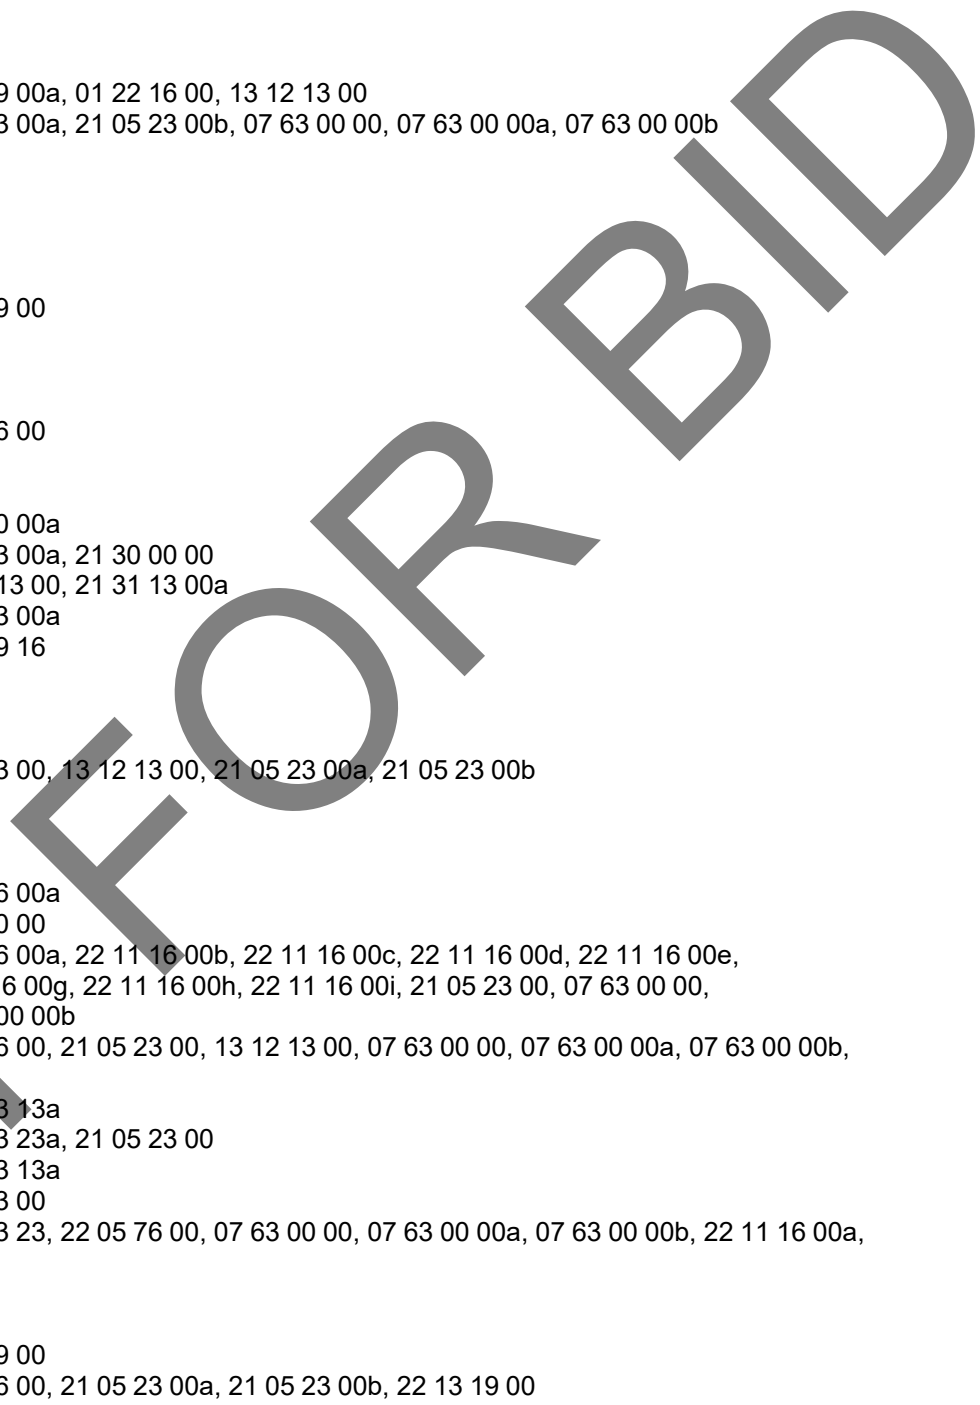 9 00a, 01 22 16 00, 13 12 13 00
3 00a, 21 05 23 00b, 07 63 00 00, 07 63 00 00a, 07 63 00 00b
9 00
6 00
0 00a
3 00a, 21 30 00 00
13 00, 21 31 13 00a
3 00a
9 16
3 00, 13 12 13 00, 21 05 23 00a, 21 05 23 00b
6 00a
0 00
6 00a, 22 11 16 00b, 22 11 16 00c, 22 11 16 00d, 22 11 16 00e,
6 00g, 22 11 16 00h, 22 11 16 00i, 21 05 23 00, 07 63 00 00,
00 00b
6 00, 21 05 23 00, 13 12 13 00, 07 63 00 00, 07 63 00 00a, 07 63 00 00b,
3 13a
3 23a, 21 05 23 00
3 13a
3 00
3 23, 22 05 76 00, 07 63 00 00, 07 63 00 00a, 07 63 00 00b, 22 11 16 00a,
9 00
6 00, 21 05 23 00a, 21 05 23 00b, 22 13 19 00
FOR BID